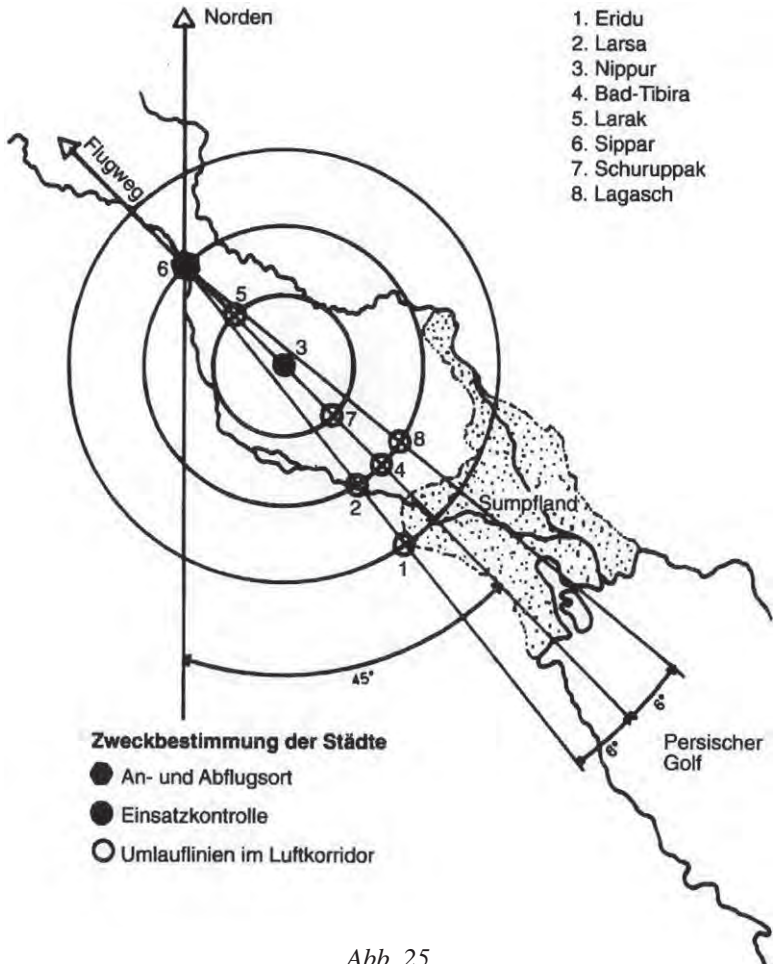 Norden
1. Eridu
2. Larsa
3. Nippur
4. Bad-Tibira
5. Larak
6. Sippar
7. Schuruppak
8. Lagasch
Flugweg
6
5
3
7
8
4
2
1
Sumpfland
45°
6°
6°
Persischer
Golf
Zweckbestimmung der Städte
An- und Abflugsort
Einsatzkontrolle
Umlauflinien im Luftkorridor
Abb. 25